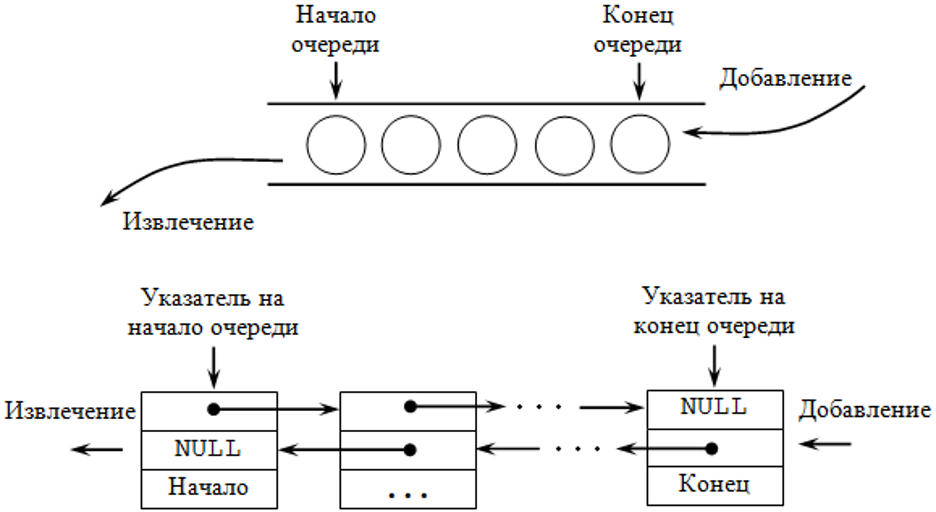 Начало
очереди
Конец
очереди
Добавление
Извлечение
Указатель на
начало очереди
Указатель на
конец очереди
Извлечение
NULL
Начало
. . .
...
. . .
NULL
Конец
Добавление